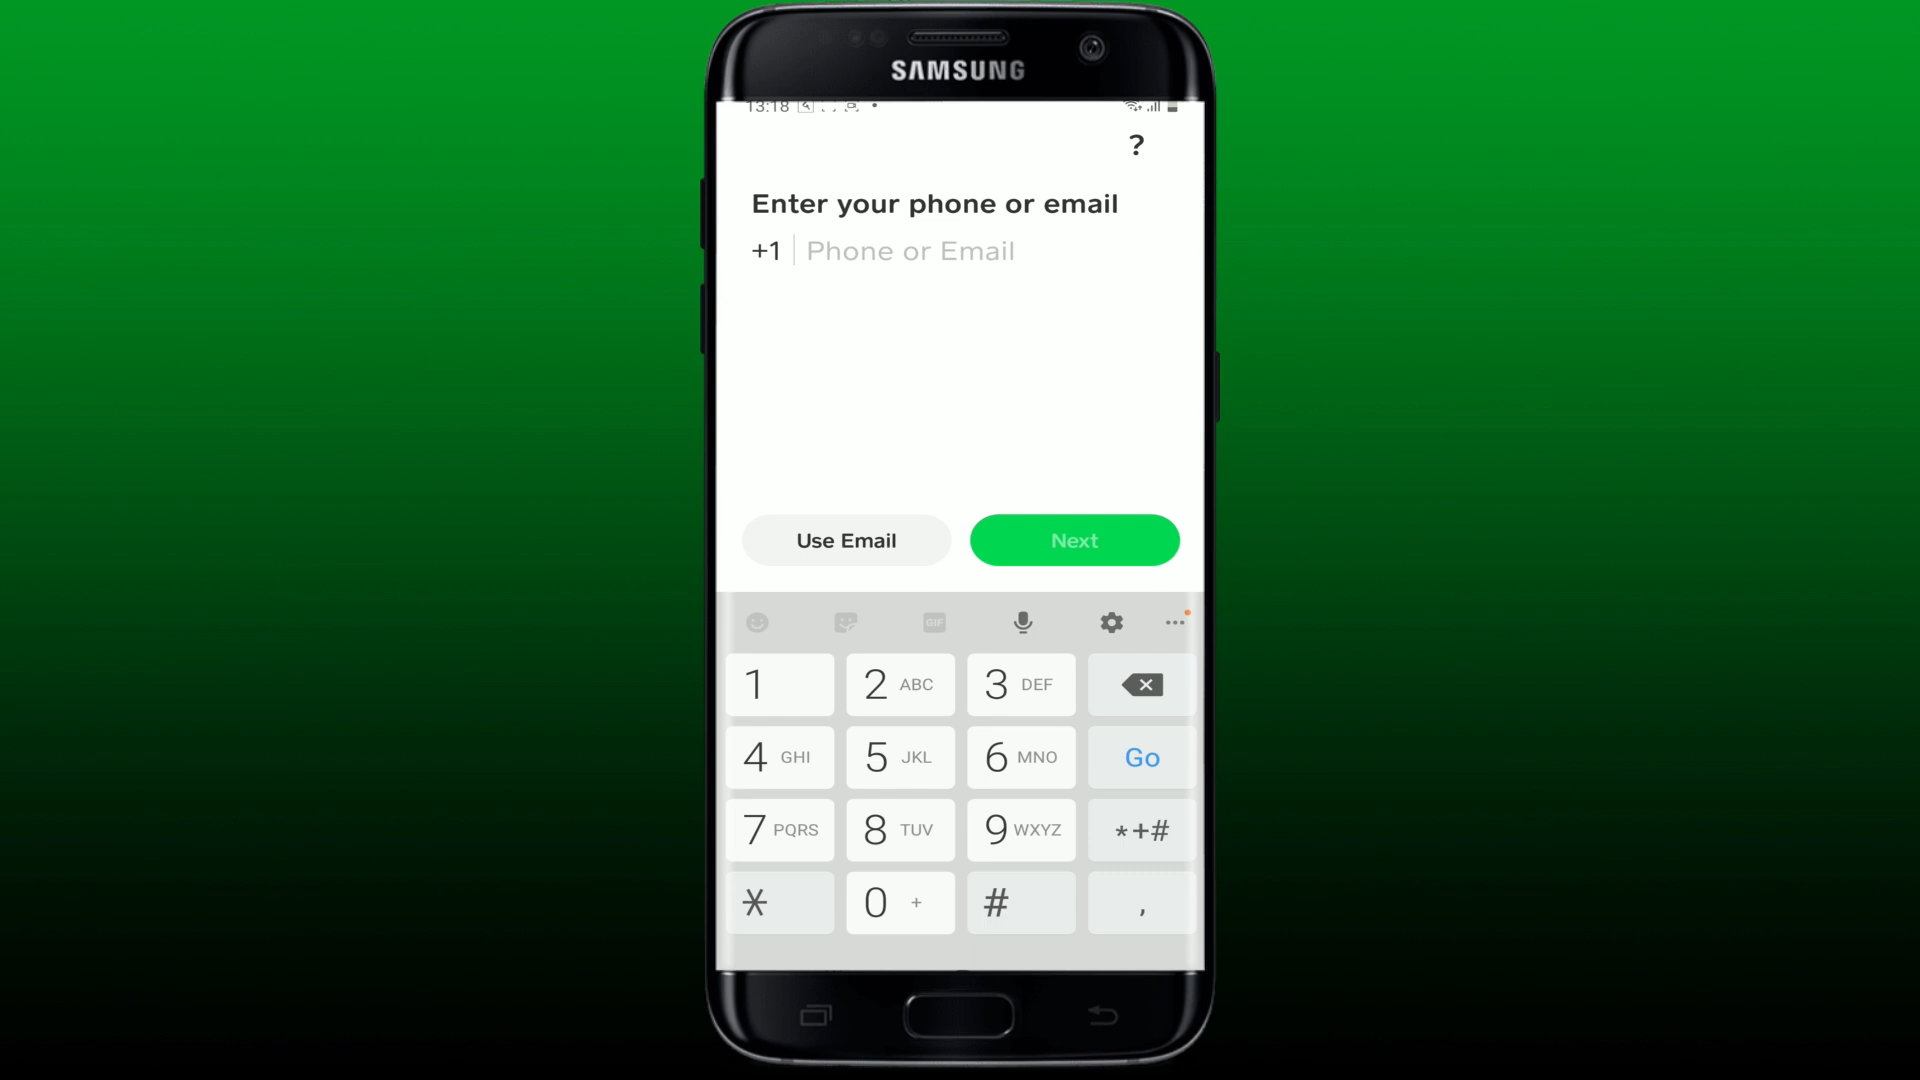 SAMSUNG
13:18
?
Enter your phone or email
+1 Phone or Email
Use Email Next
GIF
1 2 ABC 3 DEF
4 GHI 5 JKL 6 MNO Go
7 PQRS 8 TUV 9 WXYZ *+#
* 0 + # ,